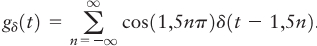 g_δ(t) = ∑_{n=-∞}^{∞} cos(1,5nπ)δ(t − 1,5n).